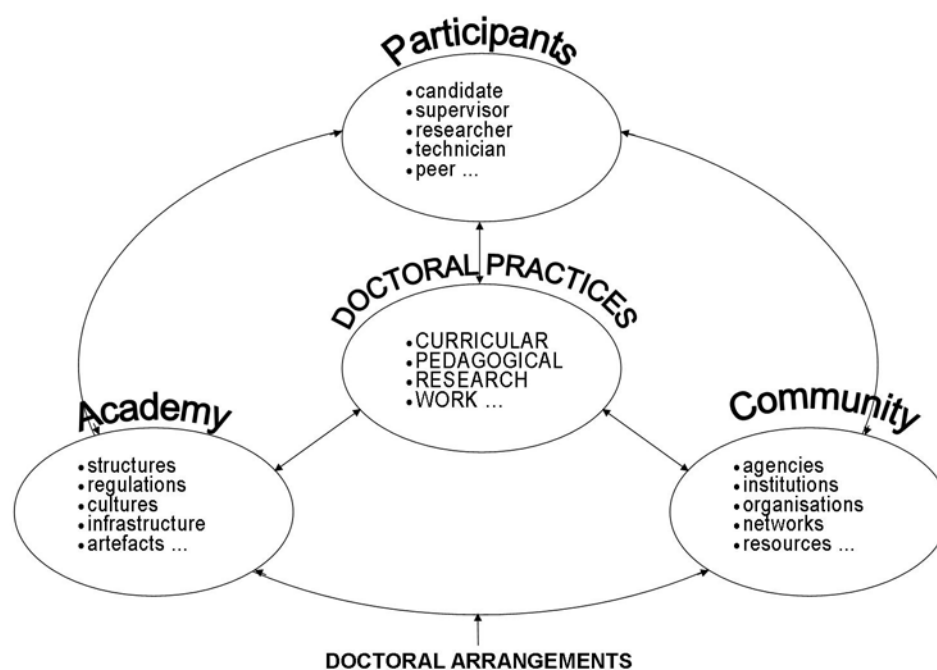 Participants
•candidate
•supervisor
•researcher
•technician
•peer ...
DOCTORAL PRACTICES
•CURRICULAR
•PEDAGOGICAL
•RESEARCH
•WORK ...
Academy
•structures
•regulations
•cultures
•infrastructure
•artefacts ...
Community
•agencies
•institutions
•organisations
•networks
•resources ...
DOCTORAL ARRANGEMENTS